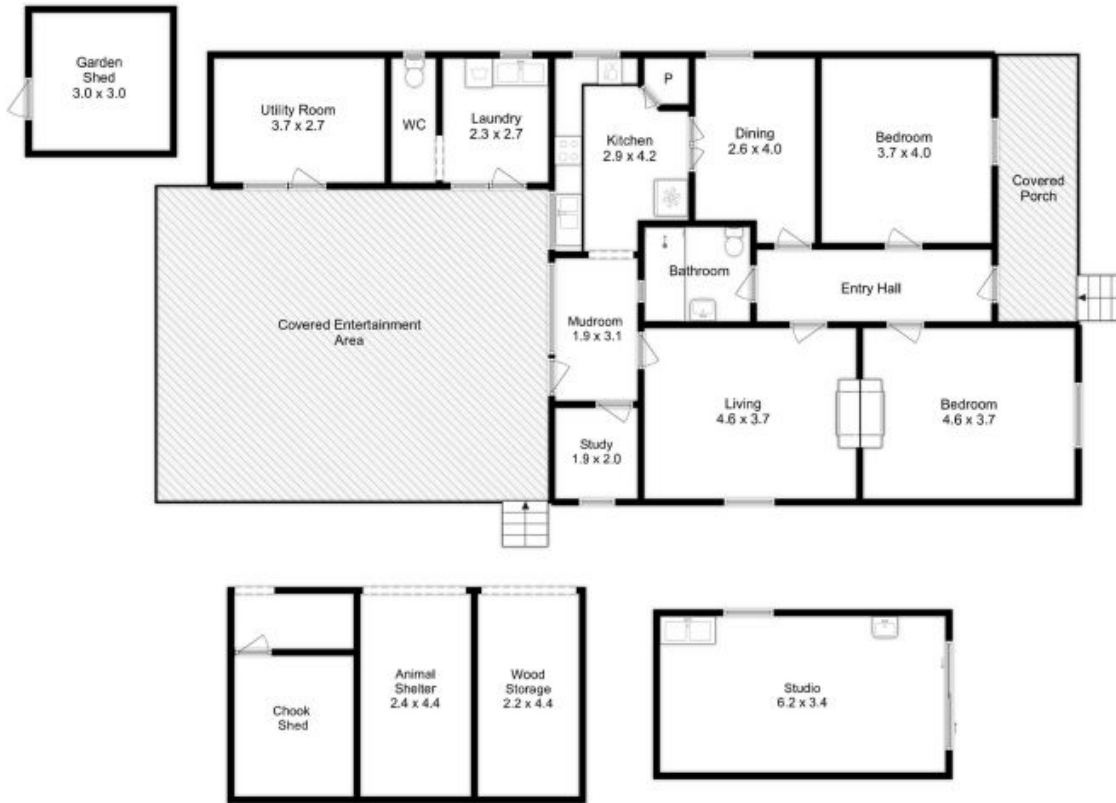 Garden
Shed
3.0 x 3.0
Utility Room
3.7 x 2.7
WC
Laundry
2.3 x 2.7
Kitchen
2.9 x 4.2
P
Dining
2.6 x 4.0
Bedroom
3.7 x 4.0
Covered
Porch
Covered Entertainment
Area
Mudroom
1.9 x 3.1
Bathroom
Entry Hall
Study
1.9 x 2.0
Living
4.6 x 3.7
Bedroom
4.6 x 3.7
Chook
Shed
Animal
Shelter
2.4 x 4.4
Wood
Storage
2.2 x 4.4
Studio
6.2 x 3.4